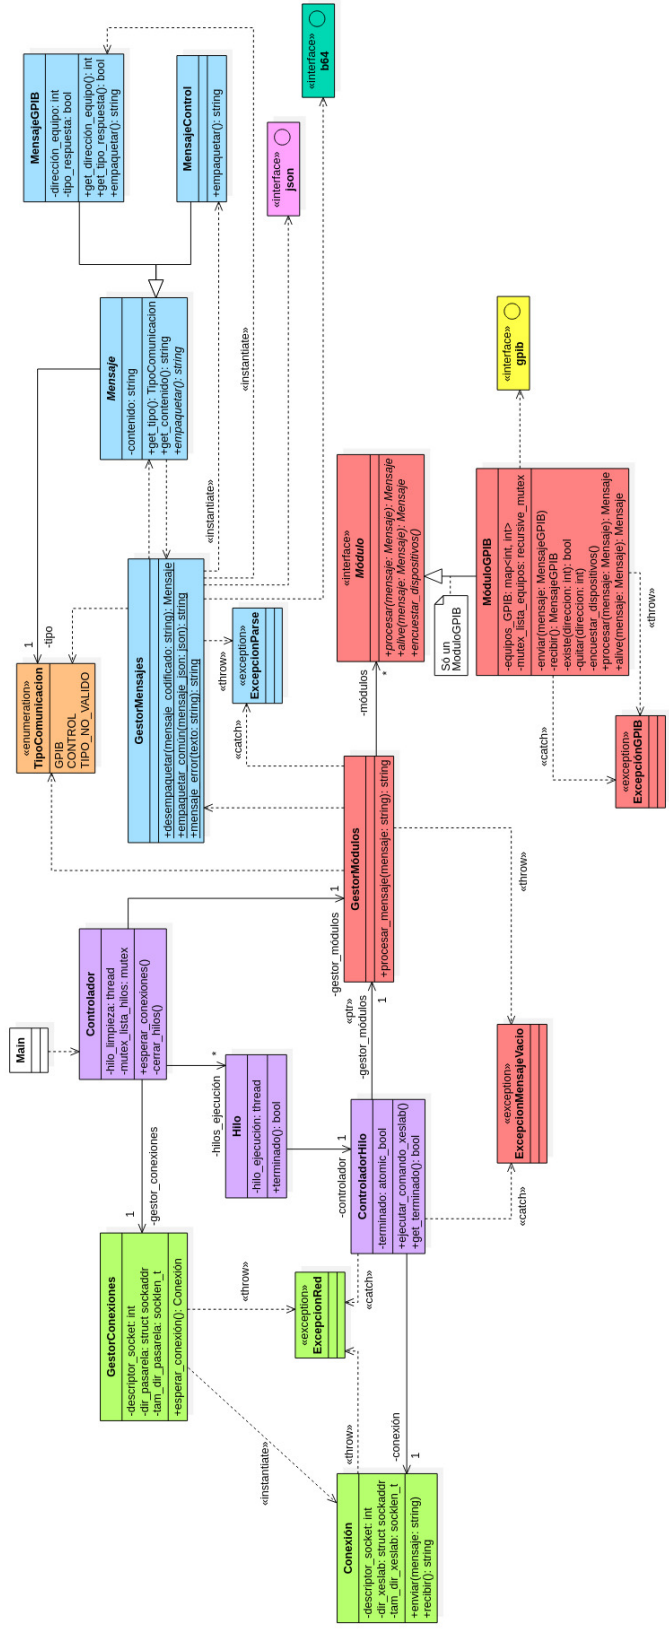 Main
Controlador
-hilo_limpieza: thread
-mutex_lista_hilos: mutex
+esperar_conexiones()
-cerrar_hilos()
1
-gestor_conexiones
-hilos_ejecución
*
1
-gestor_módulos
GestorConexiones
-descriptor_socket: int
-dir_pasarela: struct sockaddr
-tam_dir_pasarela: socklen_t
+esperar_conexión(): Conexión
Hilo
-hilo_ejecución: thread
+terminado(): bool
-controlador
1
ControladorHilo
-terminado: atomic_bool
+ejecutar_comando_xeslab()
+get_terminado(): bool
«ptr»
-gestor_módulos
1
«throw»
«exception»
ExcepcionRed
«catch»
«instantiate»
«throw»
-conexión
1
Conexión
-descriptor_socket: int
-dir_xeslab: struct sockaddr
-tam_dir_xeslab: socklen_t
+enviar(mensaje: string)
+recibir(): string
«catch»
«exception»
ExcepcionMensajeVacio
«throw»
GestorMódulos
+procesar_mensaje(mensaje: string): string
-módulos
*
«interface»
Módulo
+procesar(mensaje: Mensaje): Mensaje
+alive(mensaje: Mensaje): Mensaje
+encuestar_dispositivos()
Só un
ModuloGPIB
MóduloGPIB
-equipos_GPIB: map<int, int>
-mutex_lista_equipos: recursive_mutex
-enviar(mensaje: MensajeGPIB)
-recibir(): MensajeGPIB
-existe(direccion: int): bool
-quitar(direccion: int)
-encuestar_dispositivos()
+procesar(mensaje: Mensaje): Mensaje
+alive(mensaje: Mensaje): Mensaje
«catch»
«throw»
«exception»
ExcepciónGPIB
«interface»
gpib
«enumeration»
TipoComunicacion
GPIB
CONTROL
TIPO_NO_VALIDO
1
-tipo
GestorMensajes
+desempaquetar(mensaje_codificado: string): Mensaje
+empaquetar_común(mensaje_json: json): string
+mensaje_error(texto: string): string
«catch»
«throw»
«exception»
ExcepcionParse
«instantiate»
«instantiate»
Mensaje
-contenido: string
+get_tipo(): TipoComunicacion
+get_contenido(): string
+empaquetar(): string
MensajeGPIB
-dirección_equipo: int
-tipo_respuesta: bool
+get_dirección_equipo(): int
+get_tipo_respuesta(): bool
+empaquetar(): string
MensajeControl
+empaquetar(): string
«interface»
json
«interface»
b64